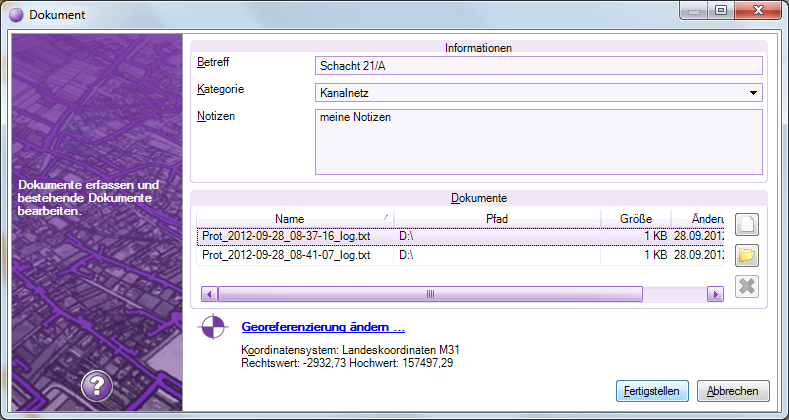 Dokument
Dokumente erfassen und
bestehende Dokumente
bearbeiten.
?
Informationen
Betreff
Schacht 21/A
Kategorie
Kanalnetz
Notizen
meine Notizen
Dokumente
Name Pfad Größe Änderu
Prot_2012-09-28_08-37-16_log.txt D:\ 1 KB 28.09.2012
Prot_2012-09-28_08-41-07_log.txt D:\ 1 KB 28.09.2012
Georeferenzierung ändern ...
Koordinatensystem: Landeskoordinaten M31
Rechtswert: -2932,73 Hochwert: 157497,29
Fertigstellen Abbrechen